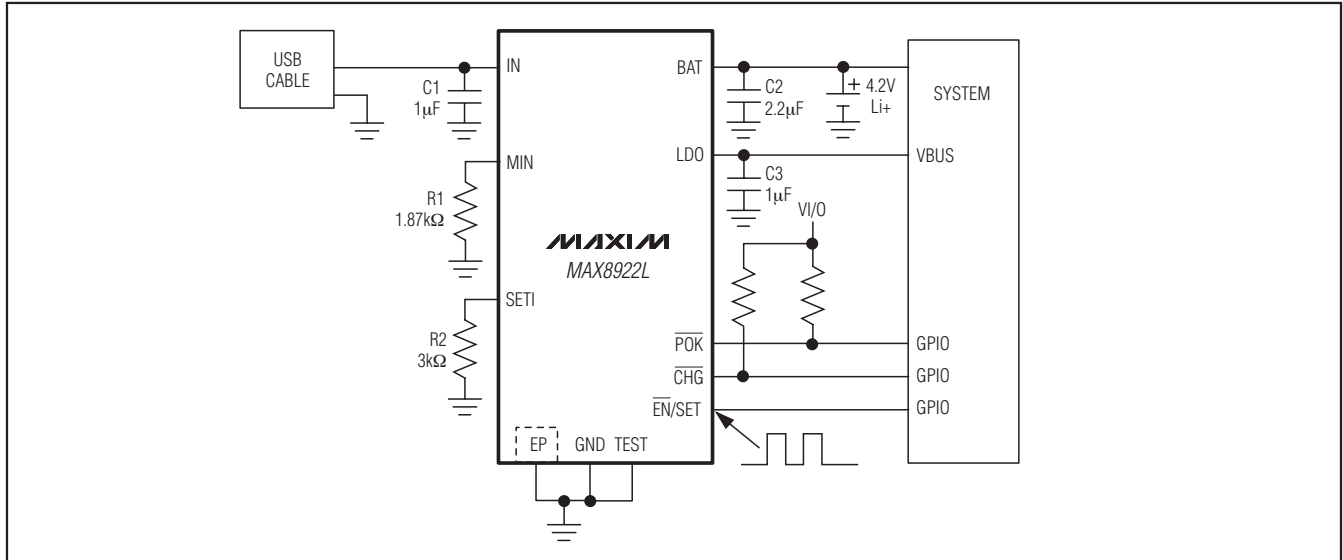 USB
CABLE
C1
1µF
IN
MIN
R1
1.87kΩ
SETI
R2
3kΩ
MAXIM
MAX8922L
BAT
C2
2.2µF
+ 4.2V
Li+
LDO
C3
1µF
VI/O
POK
CHG
EN/SET
EP GND TEST
SYSTEM
VBUS
GPIO
GPIO
GPIO